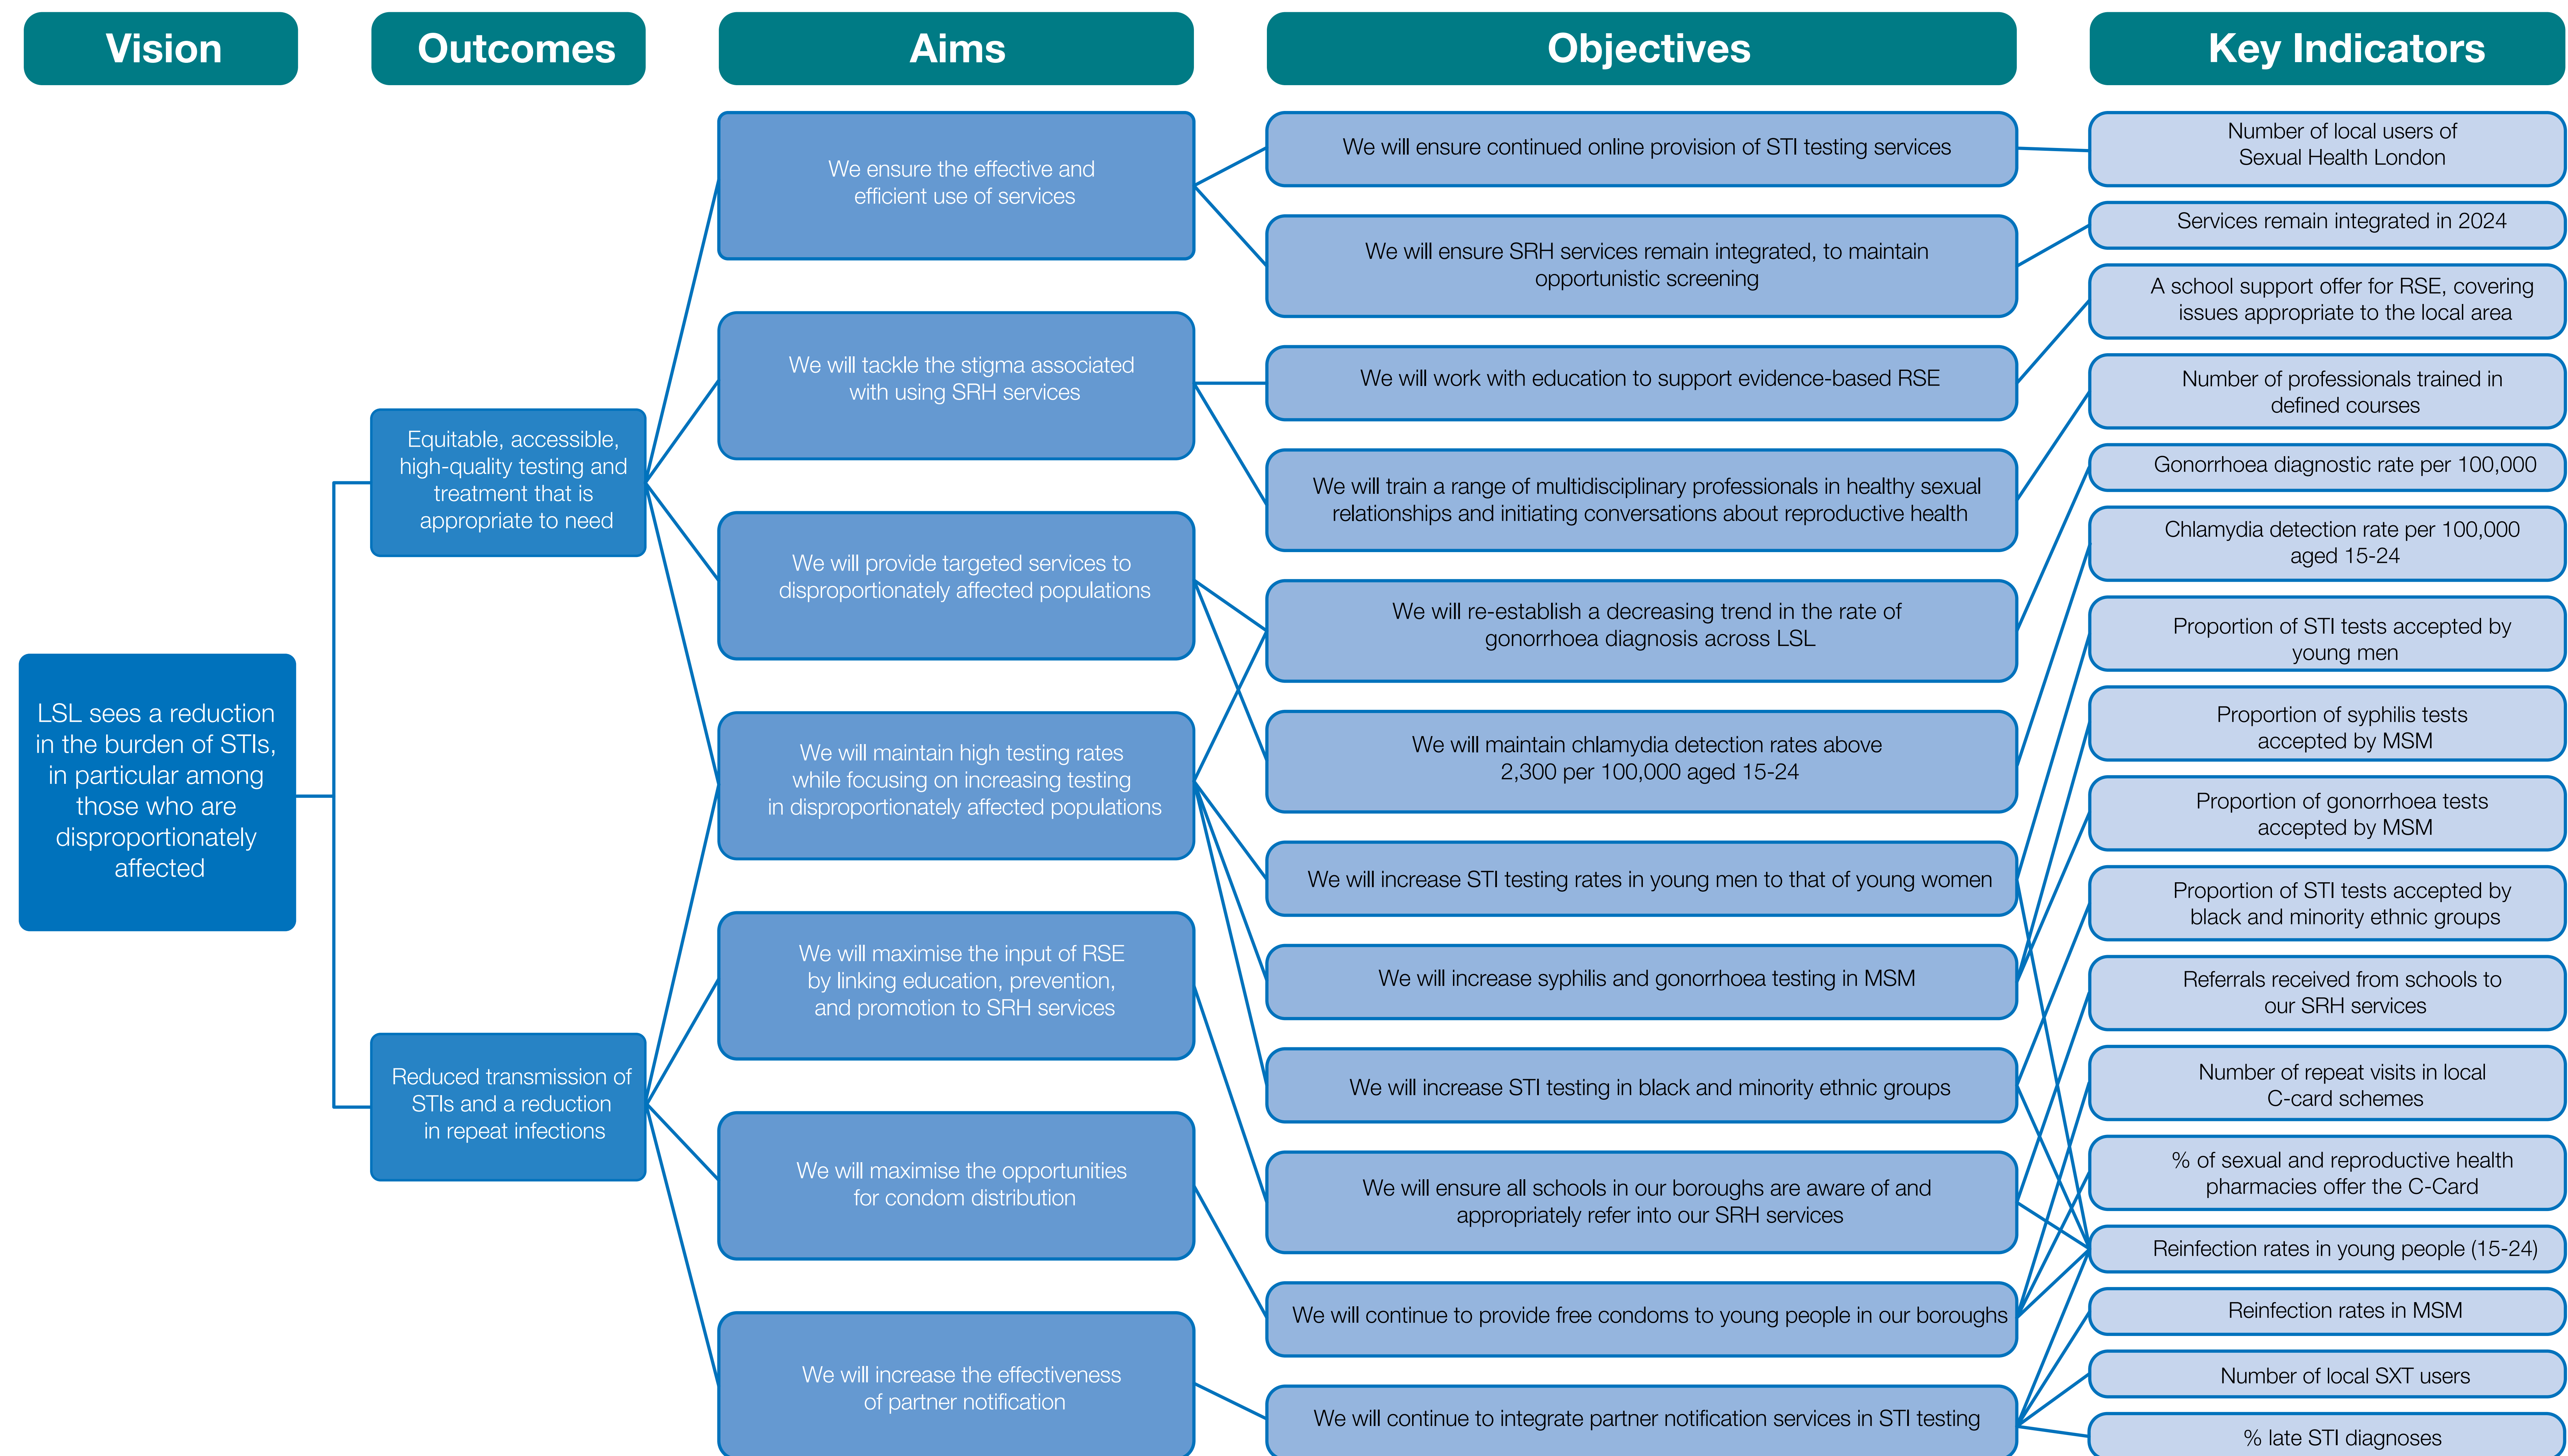 Vision
Outcomes
Aims
Objectives
Key Indicators
LSL sees a reduction
in the burden of STIs,
in particular among
those who are
disproportionately
affected
Equitable, accessible,
high-quality testing and
treatment that is
appropriate to need
Reduced transmission of
STIs and a reduction
in repeat infections
We ensure the effective and
efficient use of services
We will tackle the stigma associated
with using SRH services
We will provide targeted services to
disproportionately affected populations
We will maintain high testing rates
while focusing on increasing testing
in disproportionately affected populations
We will maximise the input of RSE
by linking education, prevention,
and promotion to SRH services
We will maximise the opportunities
for condom distribution
We will increase the effectiveness
of partner notification
We will ensure continued online provision of STI testing services
We will ensure SRH services remain integrated, to maintain
opportunistic screening
We will work with education to support evidence-based RSE
We will train a range of multidisciplinary professionals in healthy sexual
relationships and initiating conversations about reproductive health
We will re-establish a decreasing trend in the rate of
gonorrhoea diagnosis across LSL
We will maintain chlamydia detection rates above
2,300 per 100,000 aged 15-24
We will increase STI testing rates in young men to that of young women
We will increase syphilis and gonorrhoea testing in MSM
We will increase STI testing in black and minority ethnic groups
We will ensure all schools in our boroughs are aware of and
appropriately refer into our SRH services
We will continue to provide free condoms to young people in our boroughs
We will continue to integrate partner notification services in STI testing
Number of local users of
Sexual Health London
Services remain integrated in 2024
A school support offer for RSE, covering
issues appropriate to the local area
Number of professionals trained in
defined courses
Gonorrhoea diagnostic rate per 100,000
Chlamydia detection rate per 100,000
aged 15-24
Proportion of STI tests accepted by
young men
Proportion of syphilis tests
accepted by MSM
Proportion of gonorrhoea tests
accepted by MSM
Proportion of STI tests accepted by
black and minority ethnic groups
Referrals received from schools to
our SRH services
Number of repeat visits in local
C-card schemes
% of sexual and reproductive health
pharmacies offer the C-Card
Reinfection rates in young people (15-24)
Reinfection rates in MSM
Number of local SXT users
% late STI diagnoses